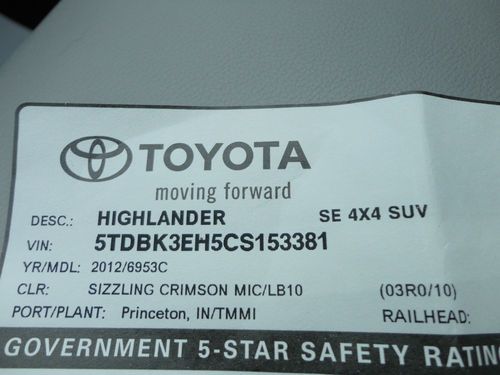 TOYOTA
moving forward
DESC.: HIGHLANDER SE 4X4 SUV
VIN: 5TDBK3EH5CS153381
YR/MDL: 2012/6953C
CLR: SIZZLING CRIMSON MIC/LB10 (03R0/10)
PORT/PLANT: Princeton, IN/TMMI RAILHEAD:
GOVERNMENT 5-STAR SAFETY RATING